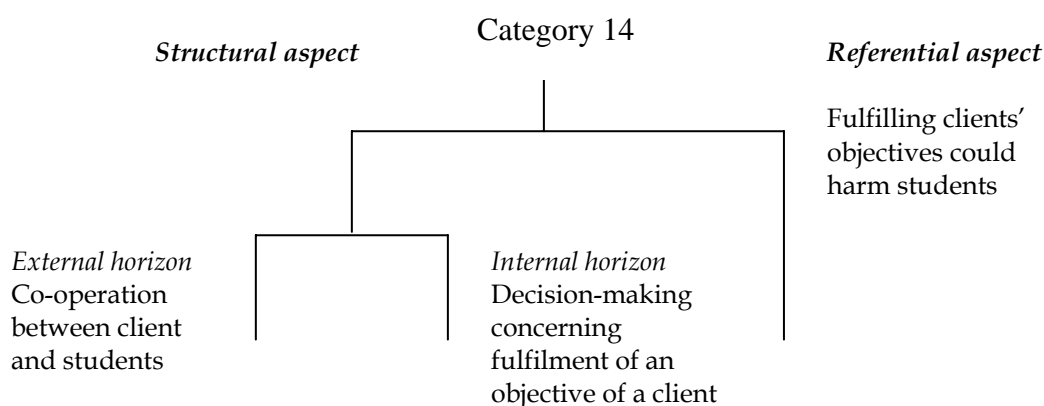 Category 14
Structural aspect
Referential aspect
Fulfilling clients’
objectives could
harm students
External horizon
Co-operation
between client
and students
Internal horizon
Decision-making
concerning
fulfilment of an
objective of a client